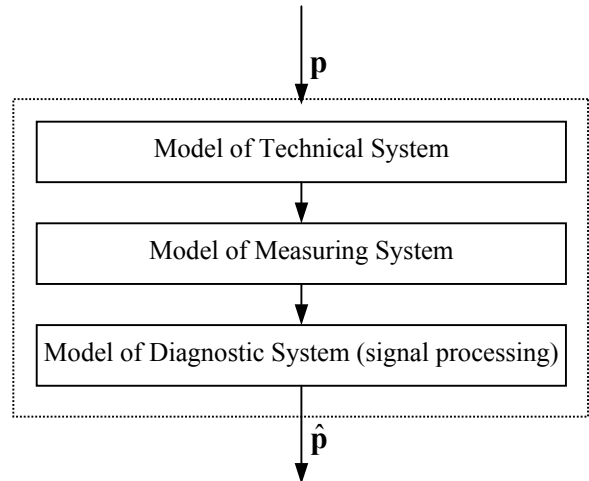 p
Model of Technical System
Model of Measuring System
Model of Diagnostic System (signal processing)
p̂